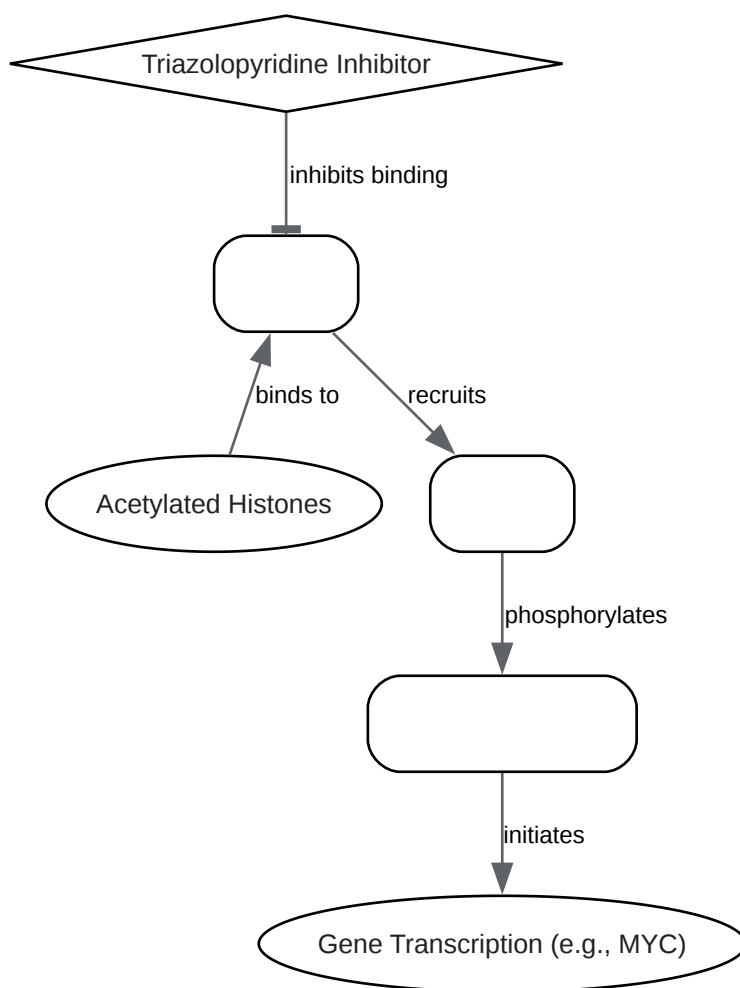 Triazolopyridine Inhibitor
inhibits binding
binds to
recruits
Acetylated Histones
phosphorylates
initiates
Gene Transcription (e.g., MYC)